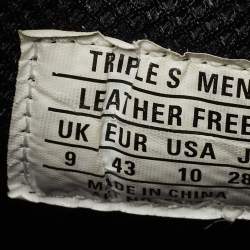 TRIPLE S MEN
LEATHER FREE
UK EUR USA J
9 43 10 28
MADE IN CHINA